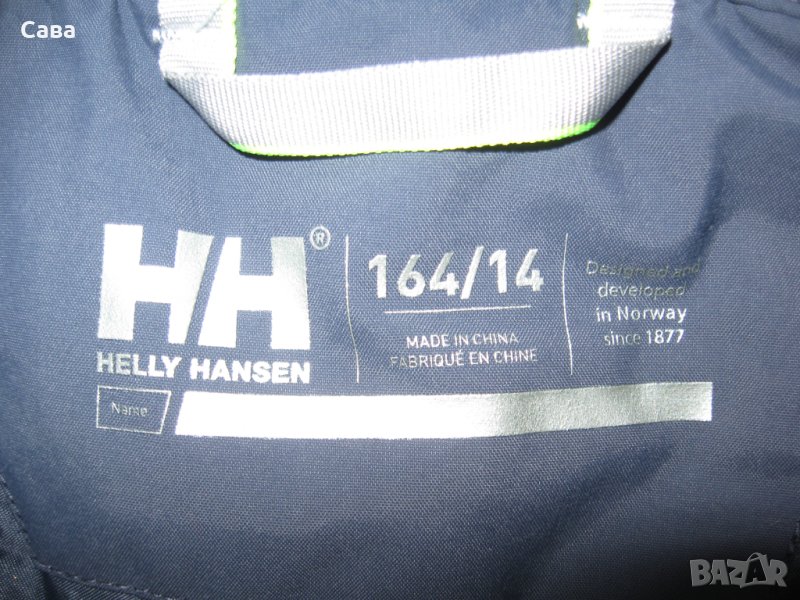 Сава
HH®
HELLY HANSEN
164/14
MADE IN CHINA
FABRIQUÉ EN CHINE
Designed and
developed
in Norway
since 1877
Name
BAZAR